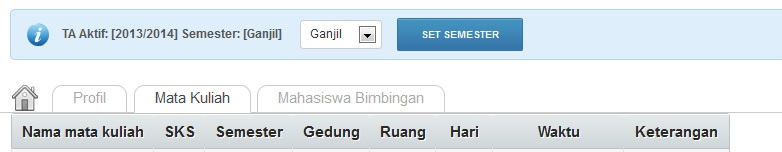 TA Aktif: [2013/2014] Semester: [Ganjil] Ganjil SET SEMESTER
Profil Mata Kuliah Mahasiswa Bimbingan
Nama mata kuliah SKS Semester Gedung Ruang Hari Waktu Keterangan